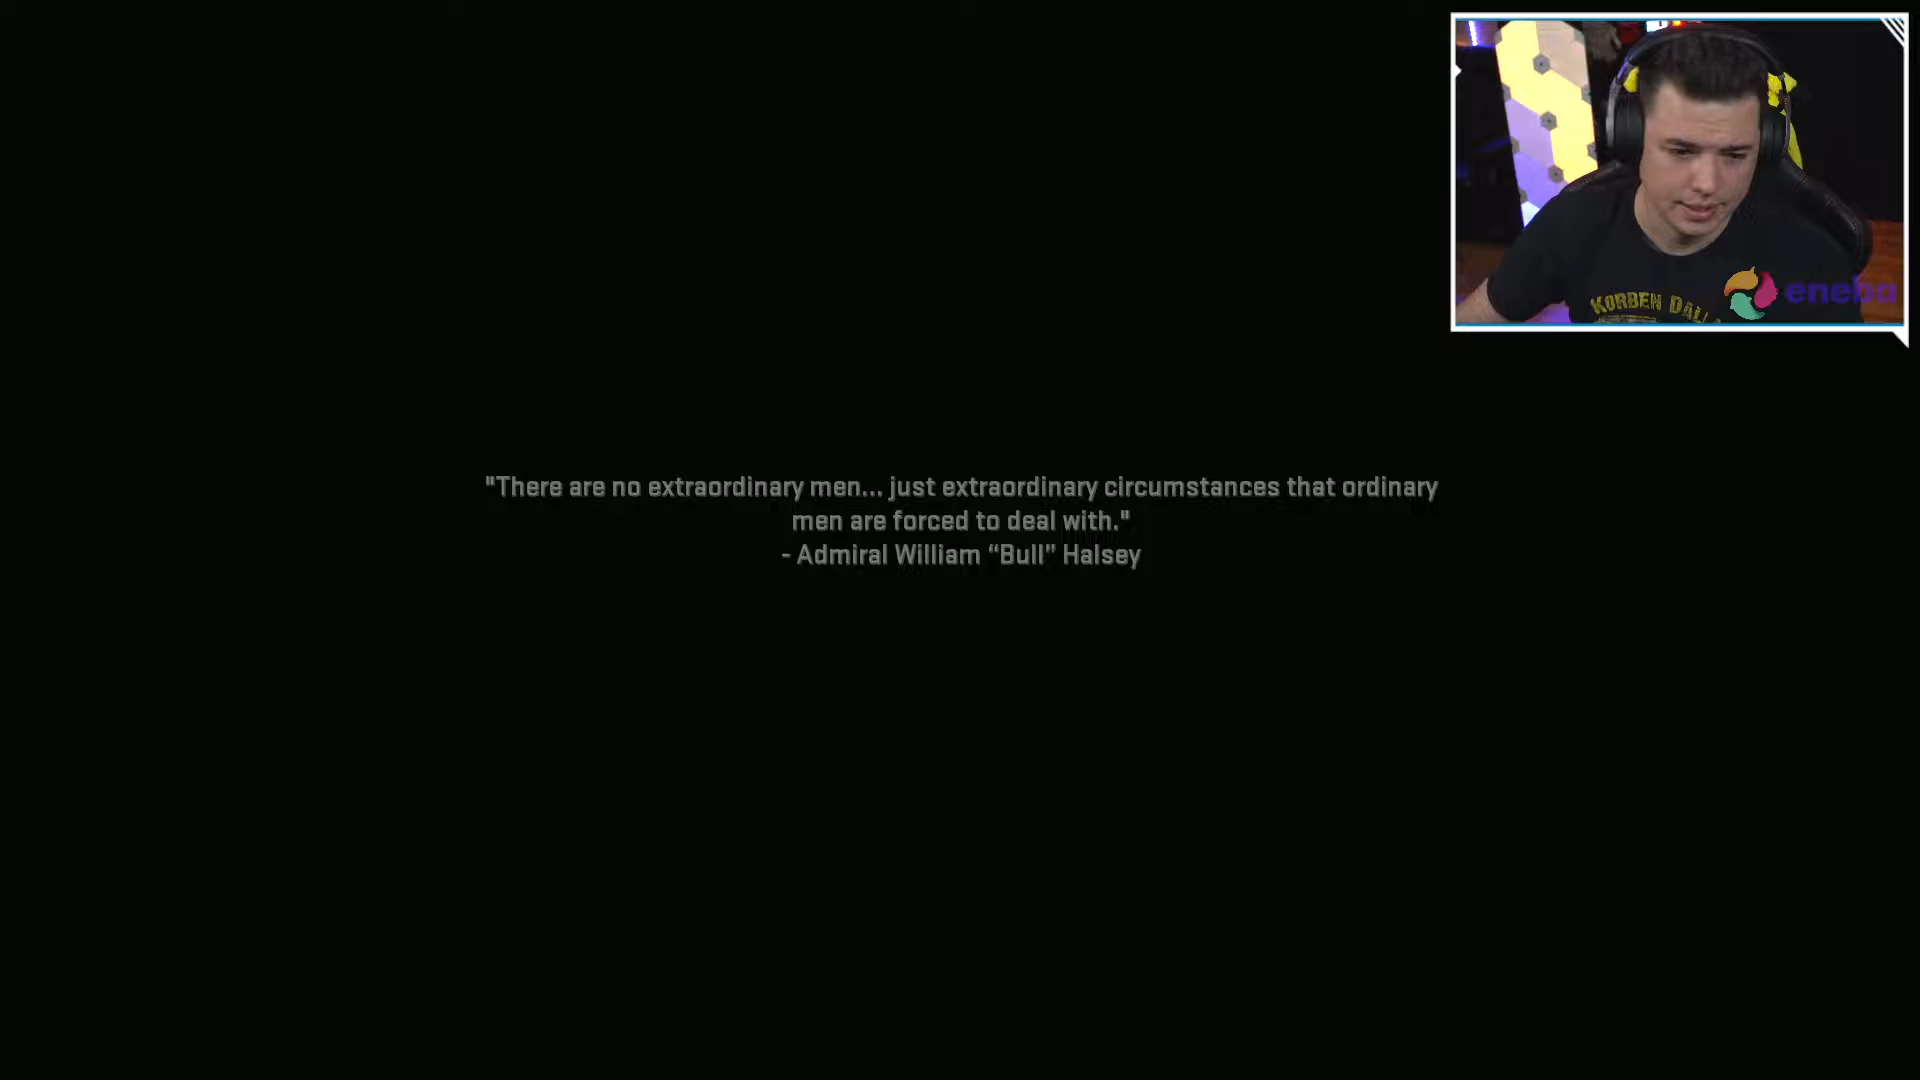 "There are no extraordinary men... just extraordinary circumstances that ordinary
men are forced to deal with."
- Admiral William “Bull” Halsey
KORBEN DALLA
eneba